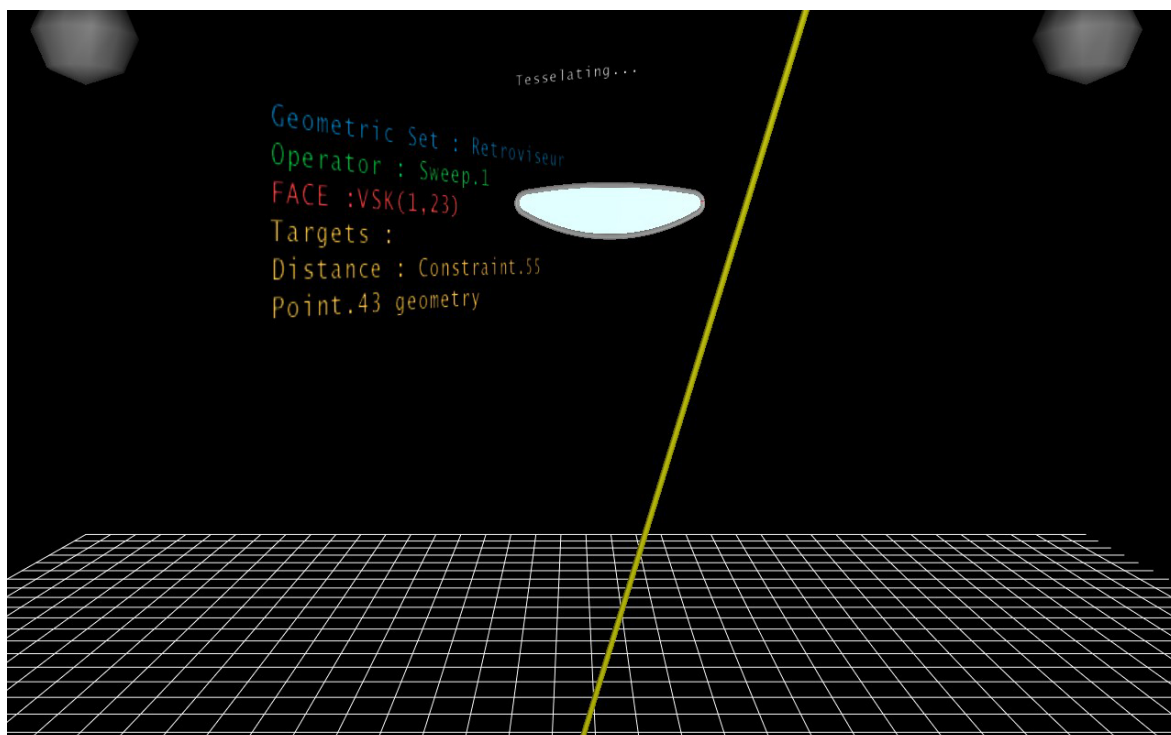 Tesselating...
Geometric Set : Retroviseur
Operator : Sweep.1
FACE :VSK(1,23)
Targets :
Distance : Constraint.55
Point.43 geometry